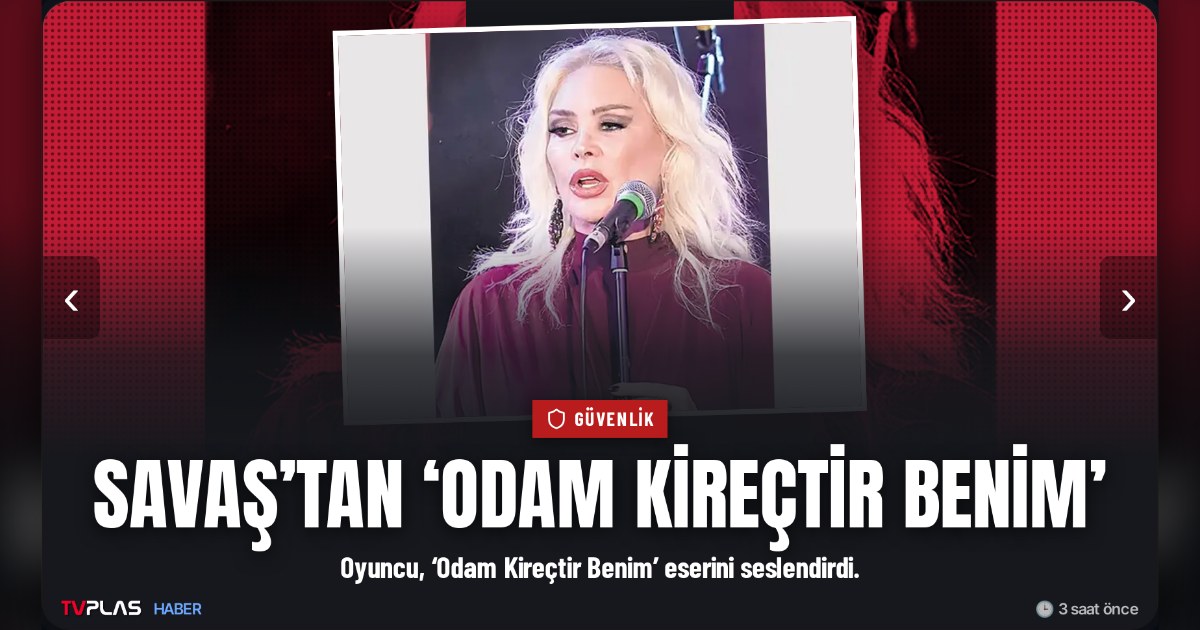 GÜVENLİK
SAVAŞ’TAN ‘ODAM KİREÇTİR BENİM’
Oyuncu, ‘Odam Kireçtir Benim’ eserini seslendirdi.
TVPLAS HABER
3 saat önce